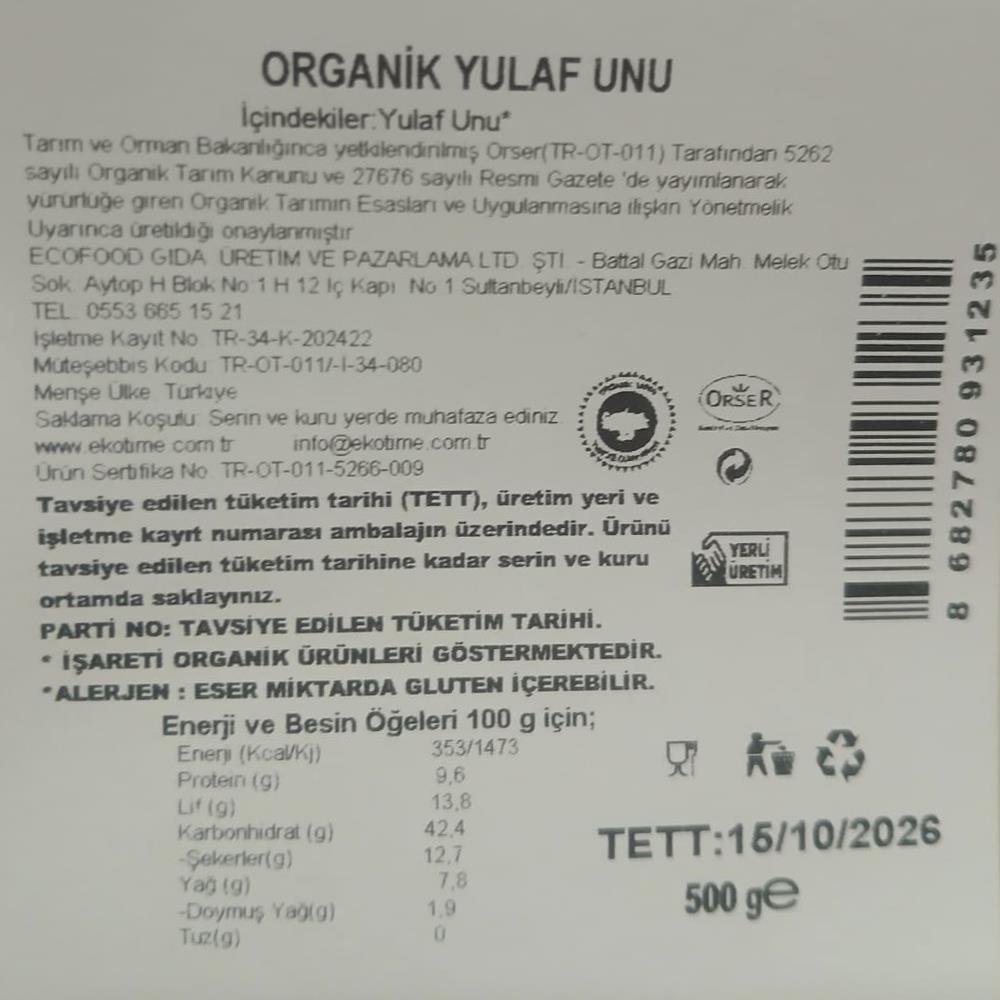 ORGANİK YULAF UNU
İçindekiler:Yulaf Unu*
Tarım ve Orman Bakanlığınca yetkilendirilmiş Orser(TR-OT-011) Tarafından 5262
sayılı Organik Tarım Kanunu ve 27676 sayılı Resmi Gazete 'de yayımlanarak
yürürlüğe giren Organik Tarımın Esasları ve Uygulanmasına ilişkin Yönetmelik
Uyarınca üretildiği onaylanmıştır
ECOFOOD GIDA ÜRETİM VE PAZARLAMA LTD. ŞTİ. - Battal Gazi Mah. Melek Otu
Sok. Aytop H Blok No:1 H 12 İç Kapı No 1 Sultanbeyli/İSTANBUL
TEL: 0553 665 15 21
İşletme Kayıt No: TR-34-K-202422
Müteşebbis Kodu: TR-OT-011/-I-34-080
Menşe Ülke: Türkiye
Saklama Koşulu: Serin ve kuru yerde muhafaza ediniz.
www.ekotime.com.tr info@ekotime.com.tr
Ürün Sertifika No: TR-OT-011-5266-009
Tavsiye edilen tüketim tarihi (TETT), üretim yeri ve
işletme kayıt numarası ambalajın üzerindedir. Ürünü
tavsiye edilen tüketim tarihine kadar serin ve kuru
ortamda saklayınız.
PARTİ NO: TAVSİYE EDİLEN TÜKETİM TARİHİ.
* İŞARETİ ORGANİK ÜRÜNLERİ GÖSTERMEKTEDİR.
*ALERJEN : ESER MİKTARDA GLUTEN İÇEREBİLİR.
ORSER
YERLİ
ÜRETİM
8 682780 931235
Enerji ve Besin Öğeleri 100 g için;
Enerji (Kcal/Kj) 353/1473
Protein (g) 9,6
Lif (g) 13,8
Karbonhidrat (g) 42,4
-Şekerler(g) 12,7
Yağ (g) 7,8
-Doymuş Yağ(g) 1,9
Tuz(g) 0
TETT:15/10/2026
500 g℮